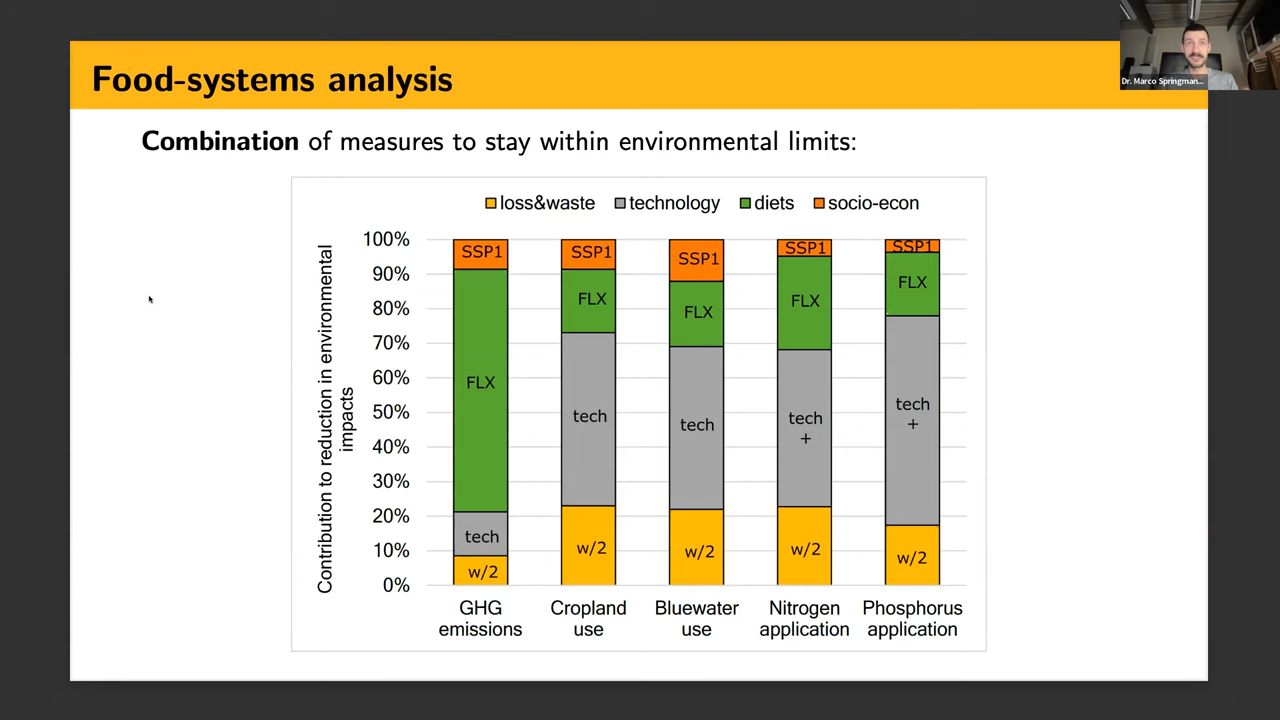 Food-systems analysis
Dr. Marco Springman...
Combination of measures to stay within environmental limits:
loss&waste technology diets socio-econ
Contribution to reduction in environmental
impacts
100%
90%
80%
70%
60%
50%
40%
30%
20%
10%
0%
SSP1
FLX
tech
w/2
SSP1
FLX
tech
w/2
SSP1
FLX
tech
w/2
SSP1
FLX
tech
+
w/2
SSP1
FLX
tech
+
w/2
GHG
emissions
Cropland
use
Bluewater
use
Nitrogen
application
Phosphorus
application